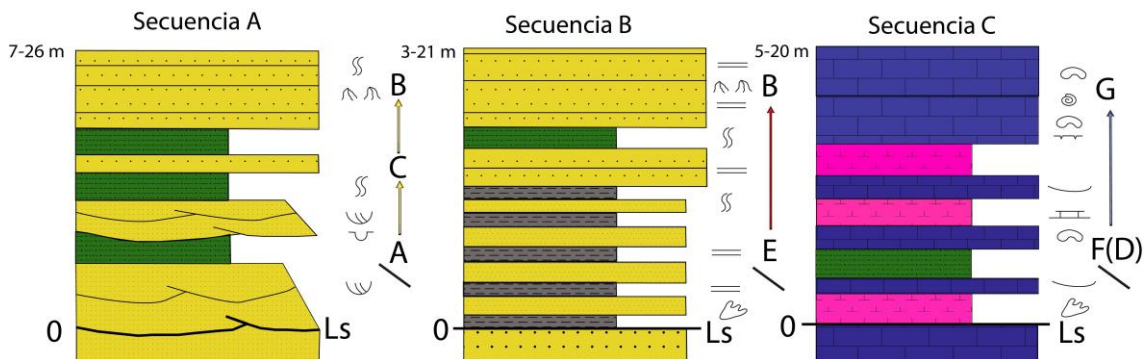 Secuencia A
7-26 m
B
C
A
0
Ls
Secuencia B
3-21 m
B
E
0
Ls
Secuencia C
5-20 m
G
F(D)
0
Ls